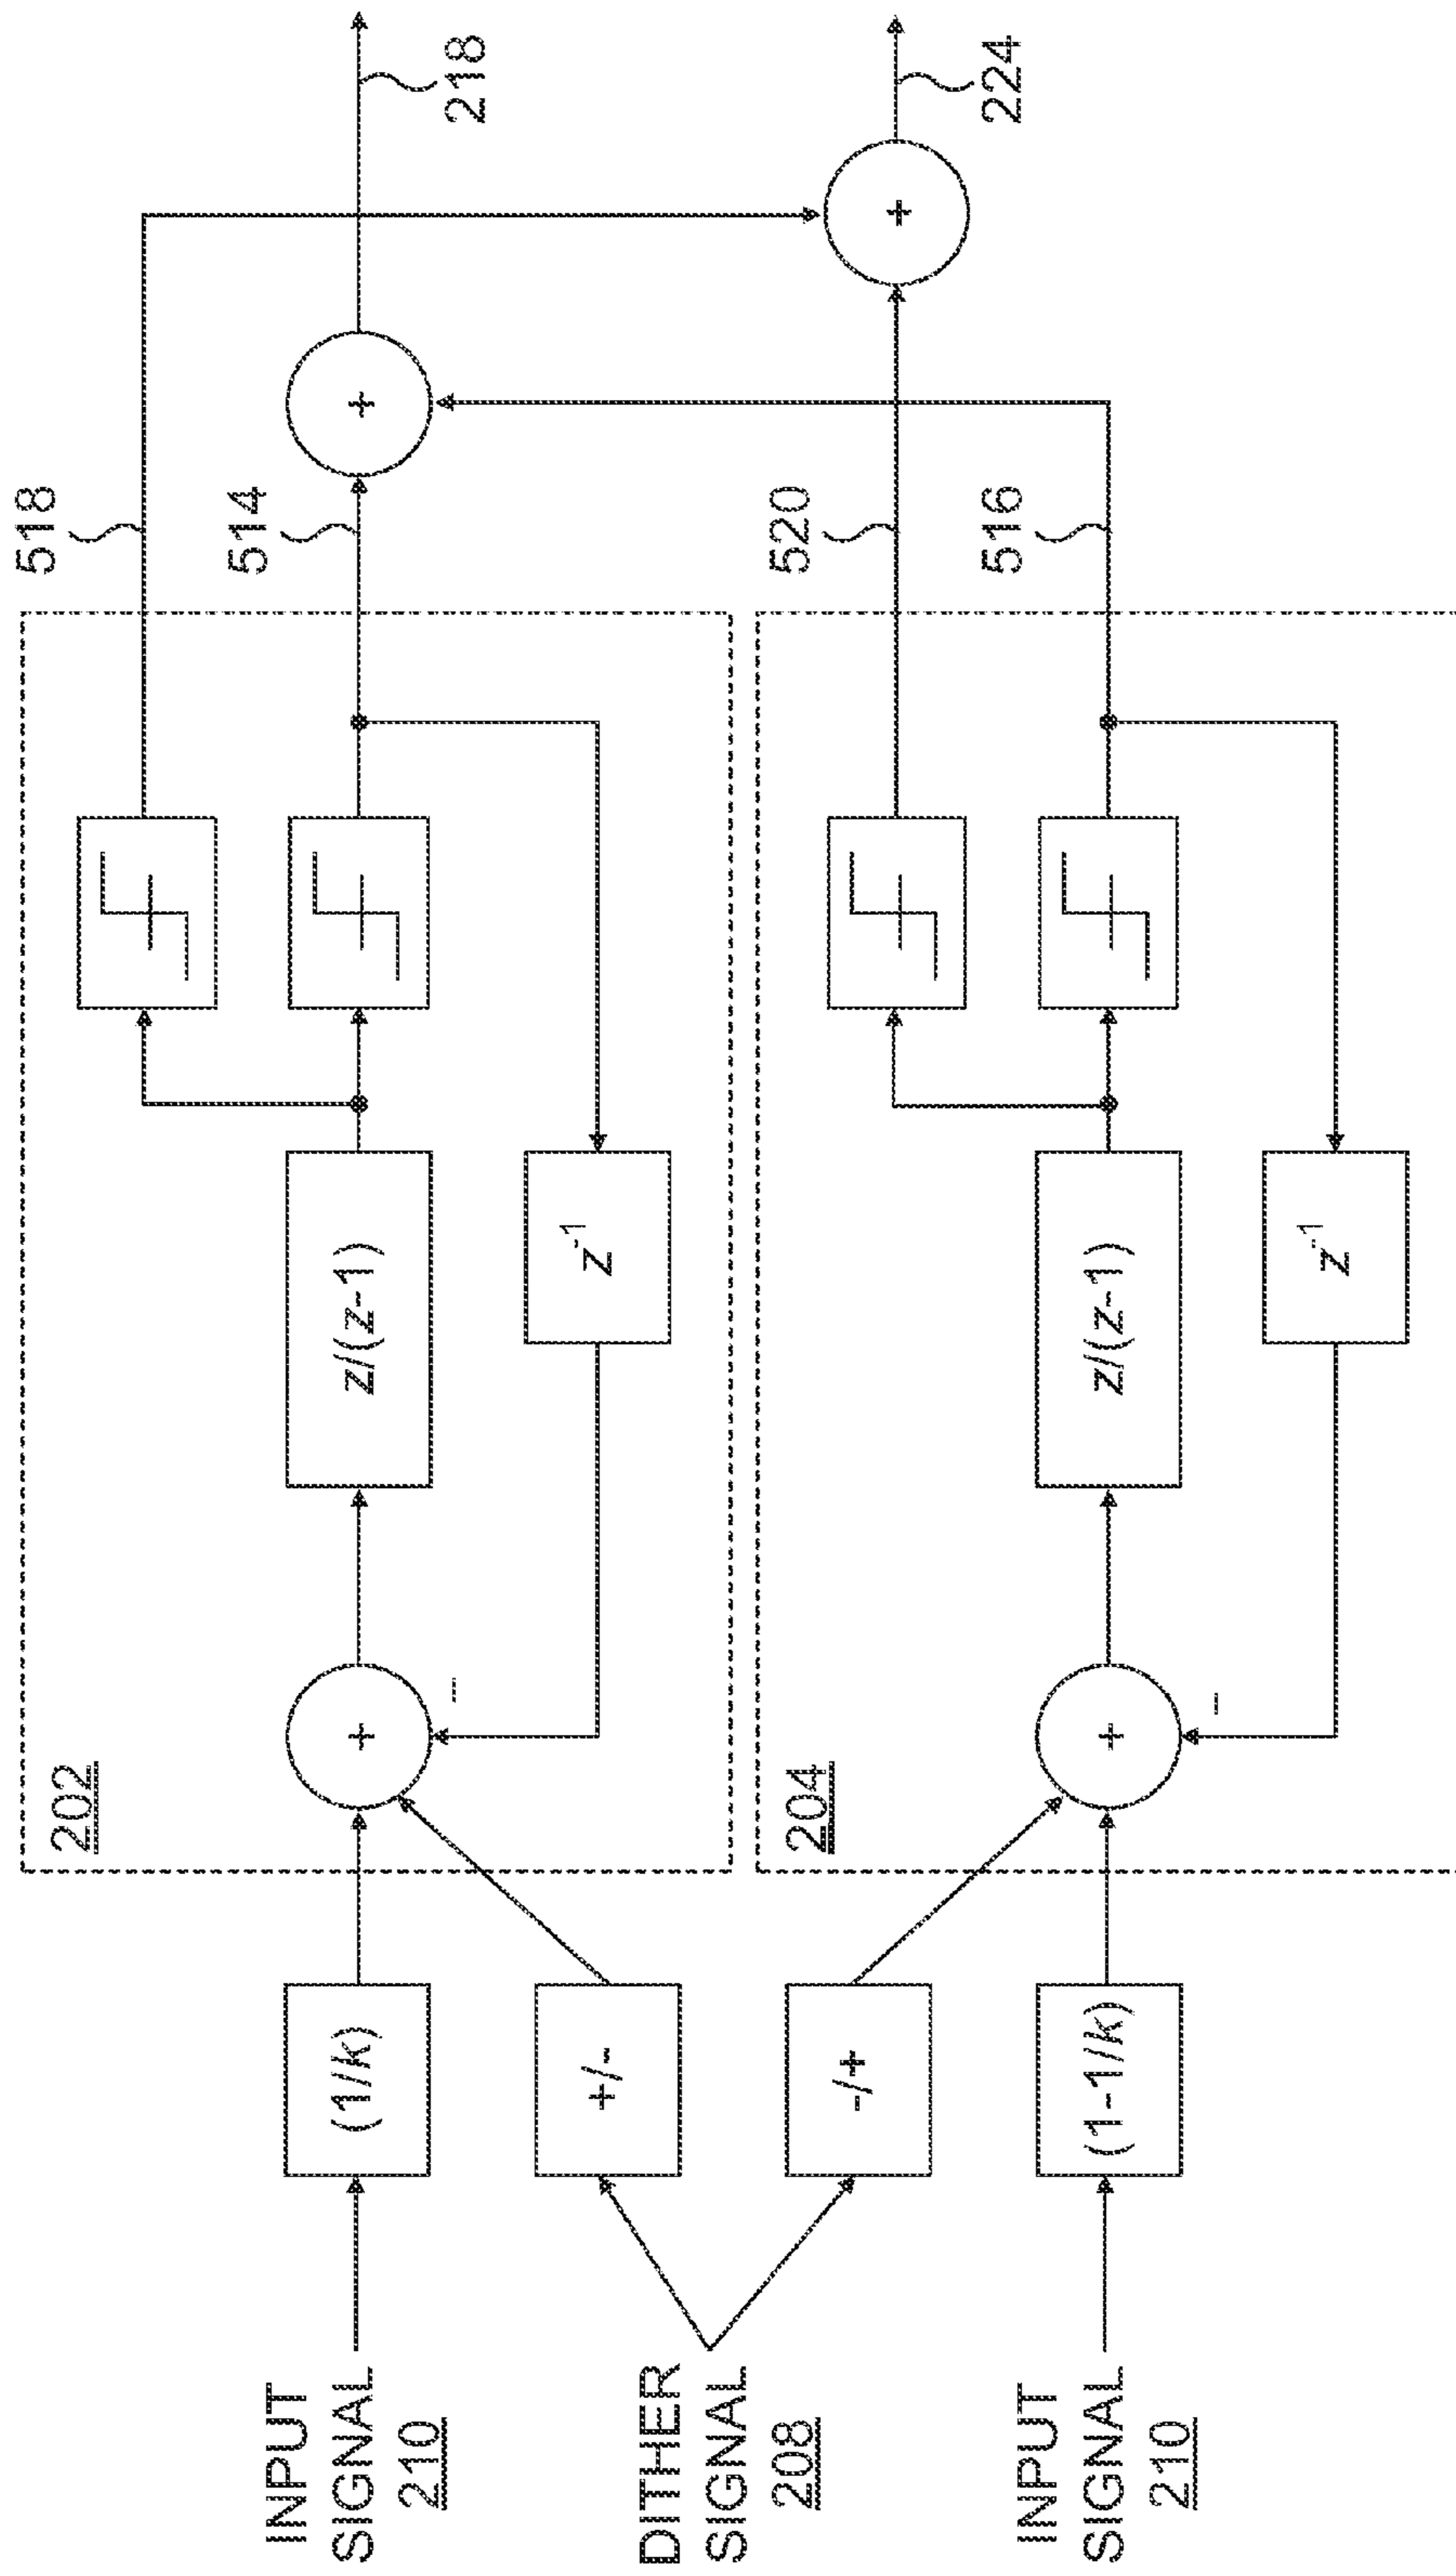 INPUT
SIGNAL
210
(1/k)
DITHER
SIGNAL
208
+/-
-/+
INPUT
SIGNAL
210
(1-1/k)
202
+
−
z/(z-1)
z-1
518
514
+
218
204
+
−
z/(z-1)
z-1
520
516
+
224